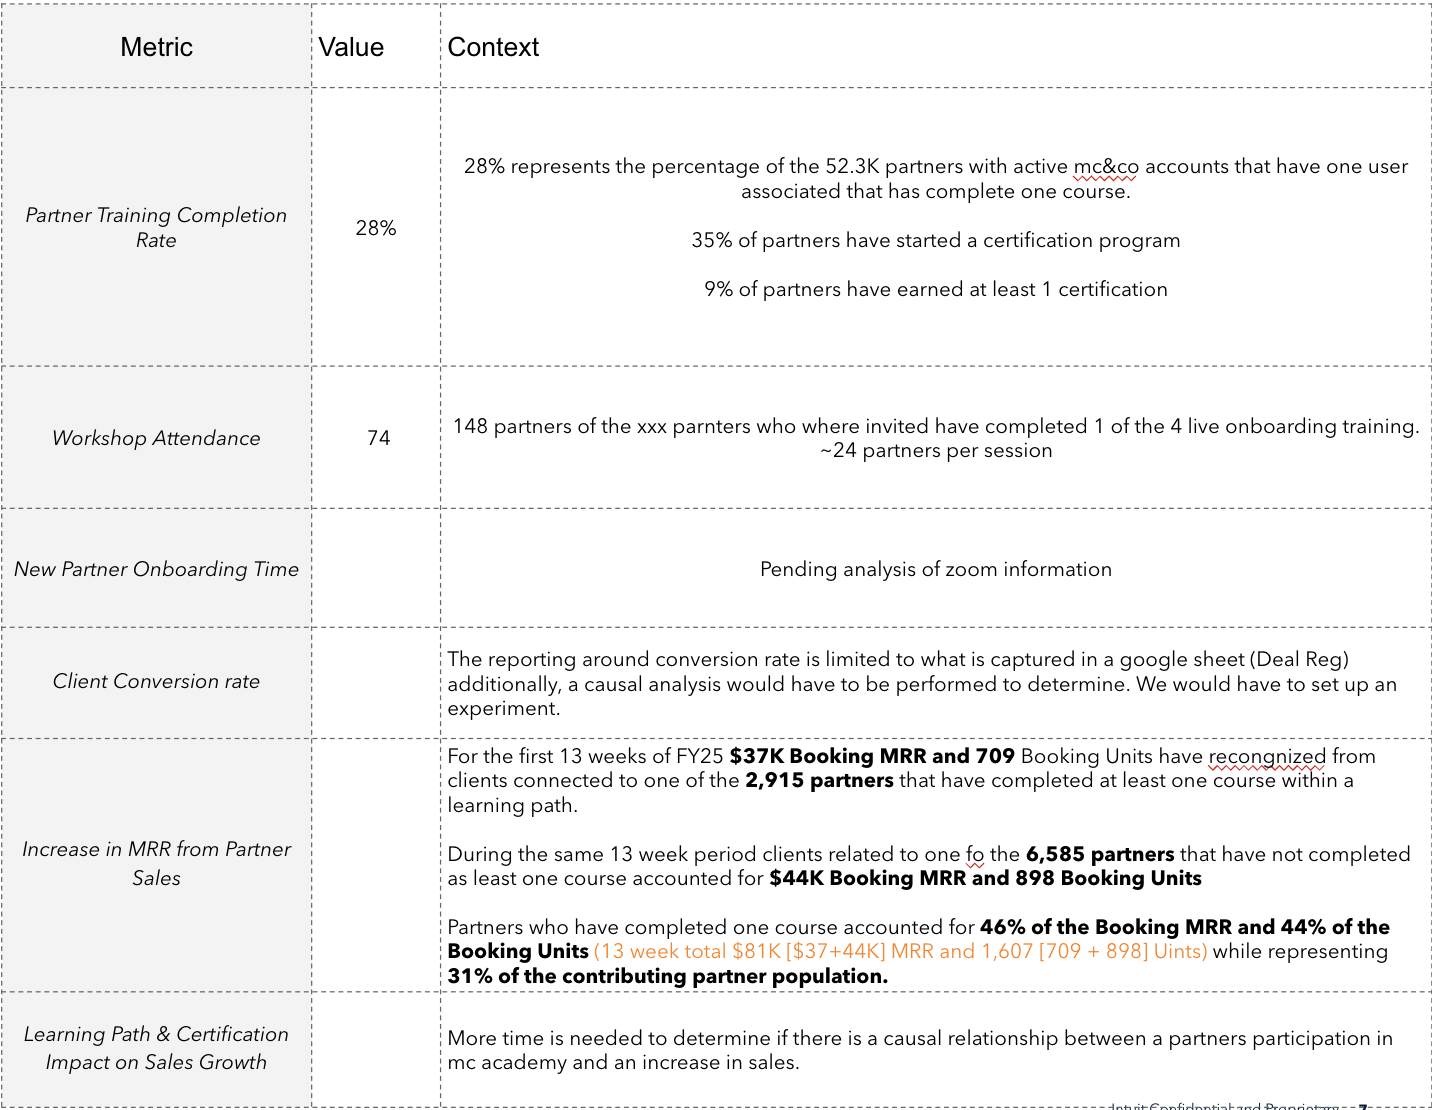 Metric
Value
Context
Partner Training Completion
Rate
28%
28% represents the percentage of the 52.3K partners with active mc&co accounts that have one user
associated that has complete one course.
35% of partners have started a certification program
9% of partners have earned at least 1 certification
Workshop Attendance
74
148 partners of the xxx parnters who where invited have completed 1 of the 4 live onboarding training.
~24 partners per session
New Partner Onboarding Time
Pending analysis of zoom information
Client Conversion rate
The reporting around conversion rate is limited to what is captured in a google sheet (Deal Reg)
additionally, a causal analysis would have to be performed to determine. We would have to set up an
experiment.
Increase in MRR from Partner
Sales
For the first 13 weeks of FY25 $37K Booking MRR and 709 Booking Units have recongnized from
clients connected to one of the 2,915 partners that have completed at least one course within a
learning path.
During the same 13 week period clients related to one fo the 6,585 partners that have not completed
as least one course accounted for $44K Booking MRR and 898 Booking Units
Partners who have completed one course accounted for 46% of the Booking MRR and 44% of the
Booking Units (13 week total $81K [$37+44K] MRR and 1,607 [709 + 898] Uints) while representing
31% of the contributing partner population.
Learning Path & Certification
Impact on Sales Growth
More time is needed to determine if there is a causal relationship between a partners participation in
mc academy and an increase in sales.
Intuit Confidential and Proprietary 7